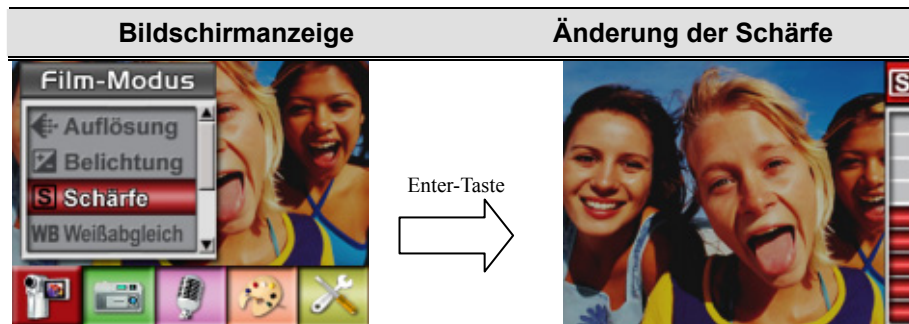 Bildschirmanzeige
Änderung der Schärfe
Film-Modus
Auflösung
Belichtung
S Schärfe
WB Weißabgleich
Enter-Taste
S